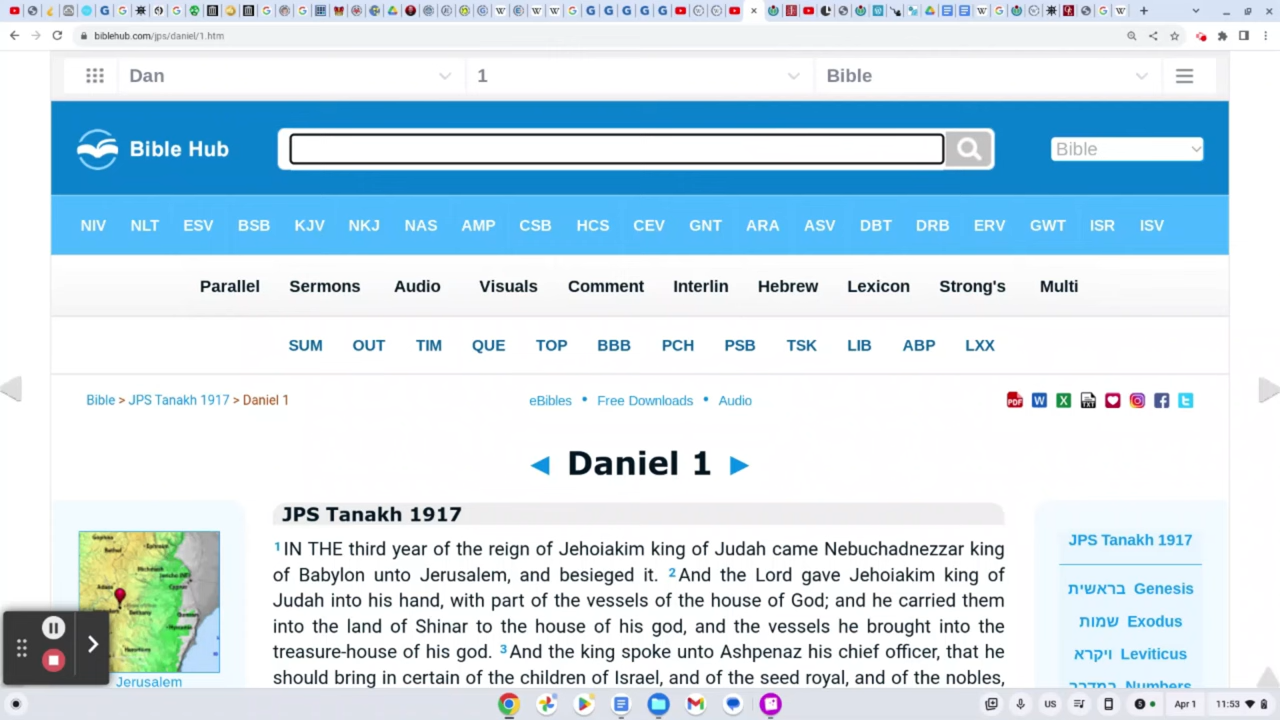 biblehub.com/jps/daniel/1.htm
Dan 1 Bible
Bible Hub Bible
NIV NLT ESV BSB KJV NKJ NAS AMP CSB HCS CEV GNT ARA ASV DBT DRB ERV GWT ISR ISV
Parallel Sermons Audio Visuals Comment Interlin Hebrew Lexicon Strong's Multi
SUM OUT TIM QUE TOP BBB PCH PSB TSK LIB ABP LXX
Bible > JPS Tanakh 1917 > Daniel 1 eBibles • Free Downloads • Audio
◄ Daniel 1 ►
JPS Tanakh 1917
1 IN THE third year of the reign of Jehoiakim king of Judah came Nebuchadnezzar king
of Babylon unto Jerusalem, and besieged it. 2 And the Lord gave Jehoiakim king of
Judah into his hand, with part of the vessels of the house of God; and he carried them
into the land of Shinar to the house of his god, and the vessels he brought into the
treasure-house of his god. 3 And the king spoke unto Ashpenaz his chief officer, that he
should bring in certain of the children of Israel, and of the seed royal, and of the nobles,
Jerusalem
JPS Tanakh 1917
בראשית Genesis
שמות Exodus
ויקרא Leviticus
במדבר Numbers
US Apr 1 11:53